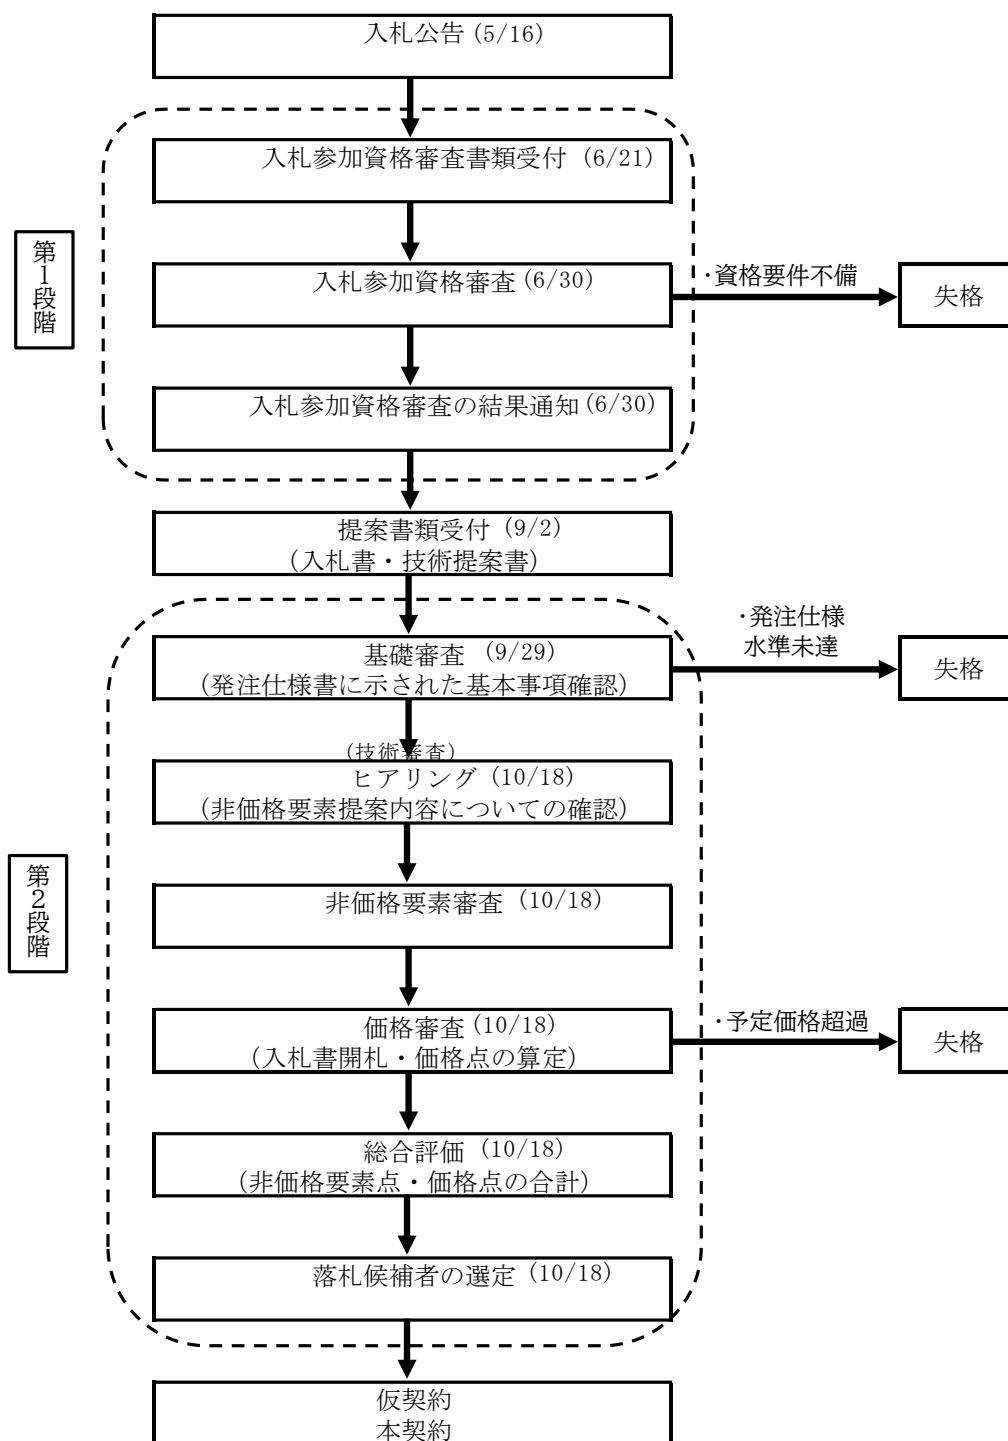 入札公告(5/16)
入札参加資格審査書類受付 (6/21)
第1段階
入札参加資格審査(6/30)
・資格要件不備
失格
入札参加資格審査の結果通知(6/30)
提案書類受付 (9/2)
(入札書・技術提案書)
・発注仕様
水準未達
基礎審査 (9/29)
(発注仕様書に示された基本事項確認)
失格
(技術審査)
ヒアリング (10/18)
(非価格要素提案内容についての確認)
第2段階
非価格要素審査 (10/18)
価格審査(10/18)
(入札書開札・価格点の算定)
・予定価格超過
失格
総合評価 (10/18)
(非価格要素点・価格点の合計)
落札候補者の選定(10/18)
仮契約
本契約